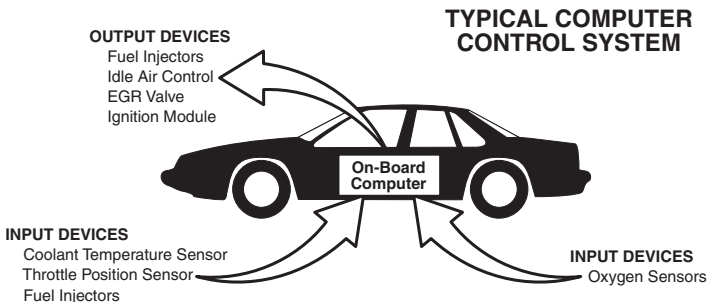 TYPICAL COMPUTER
CONTROL SYSTEM
OUTPUT DEVICES
Fuel Injectors
Idle Air Control
EGR Valve
Ignition Module
On-Board
Computer
INPUT DEVICES
Coolant Temperature Sensor
Throttle Position Sensor
Fuel Injectors
INPUT DEVICES
Oxygen Sensors